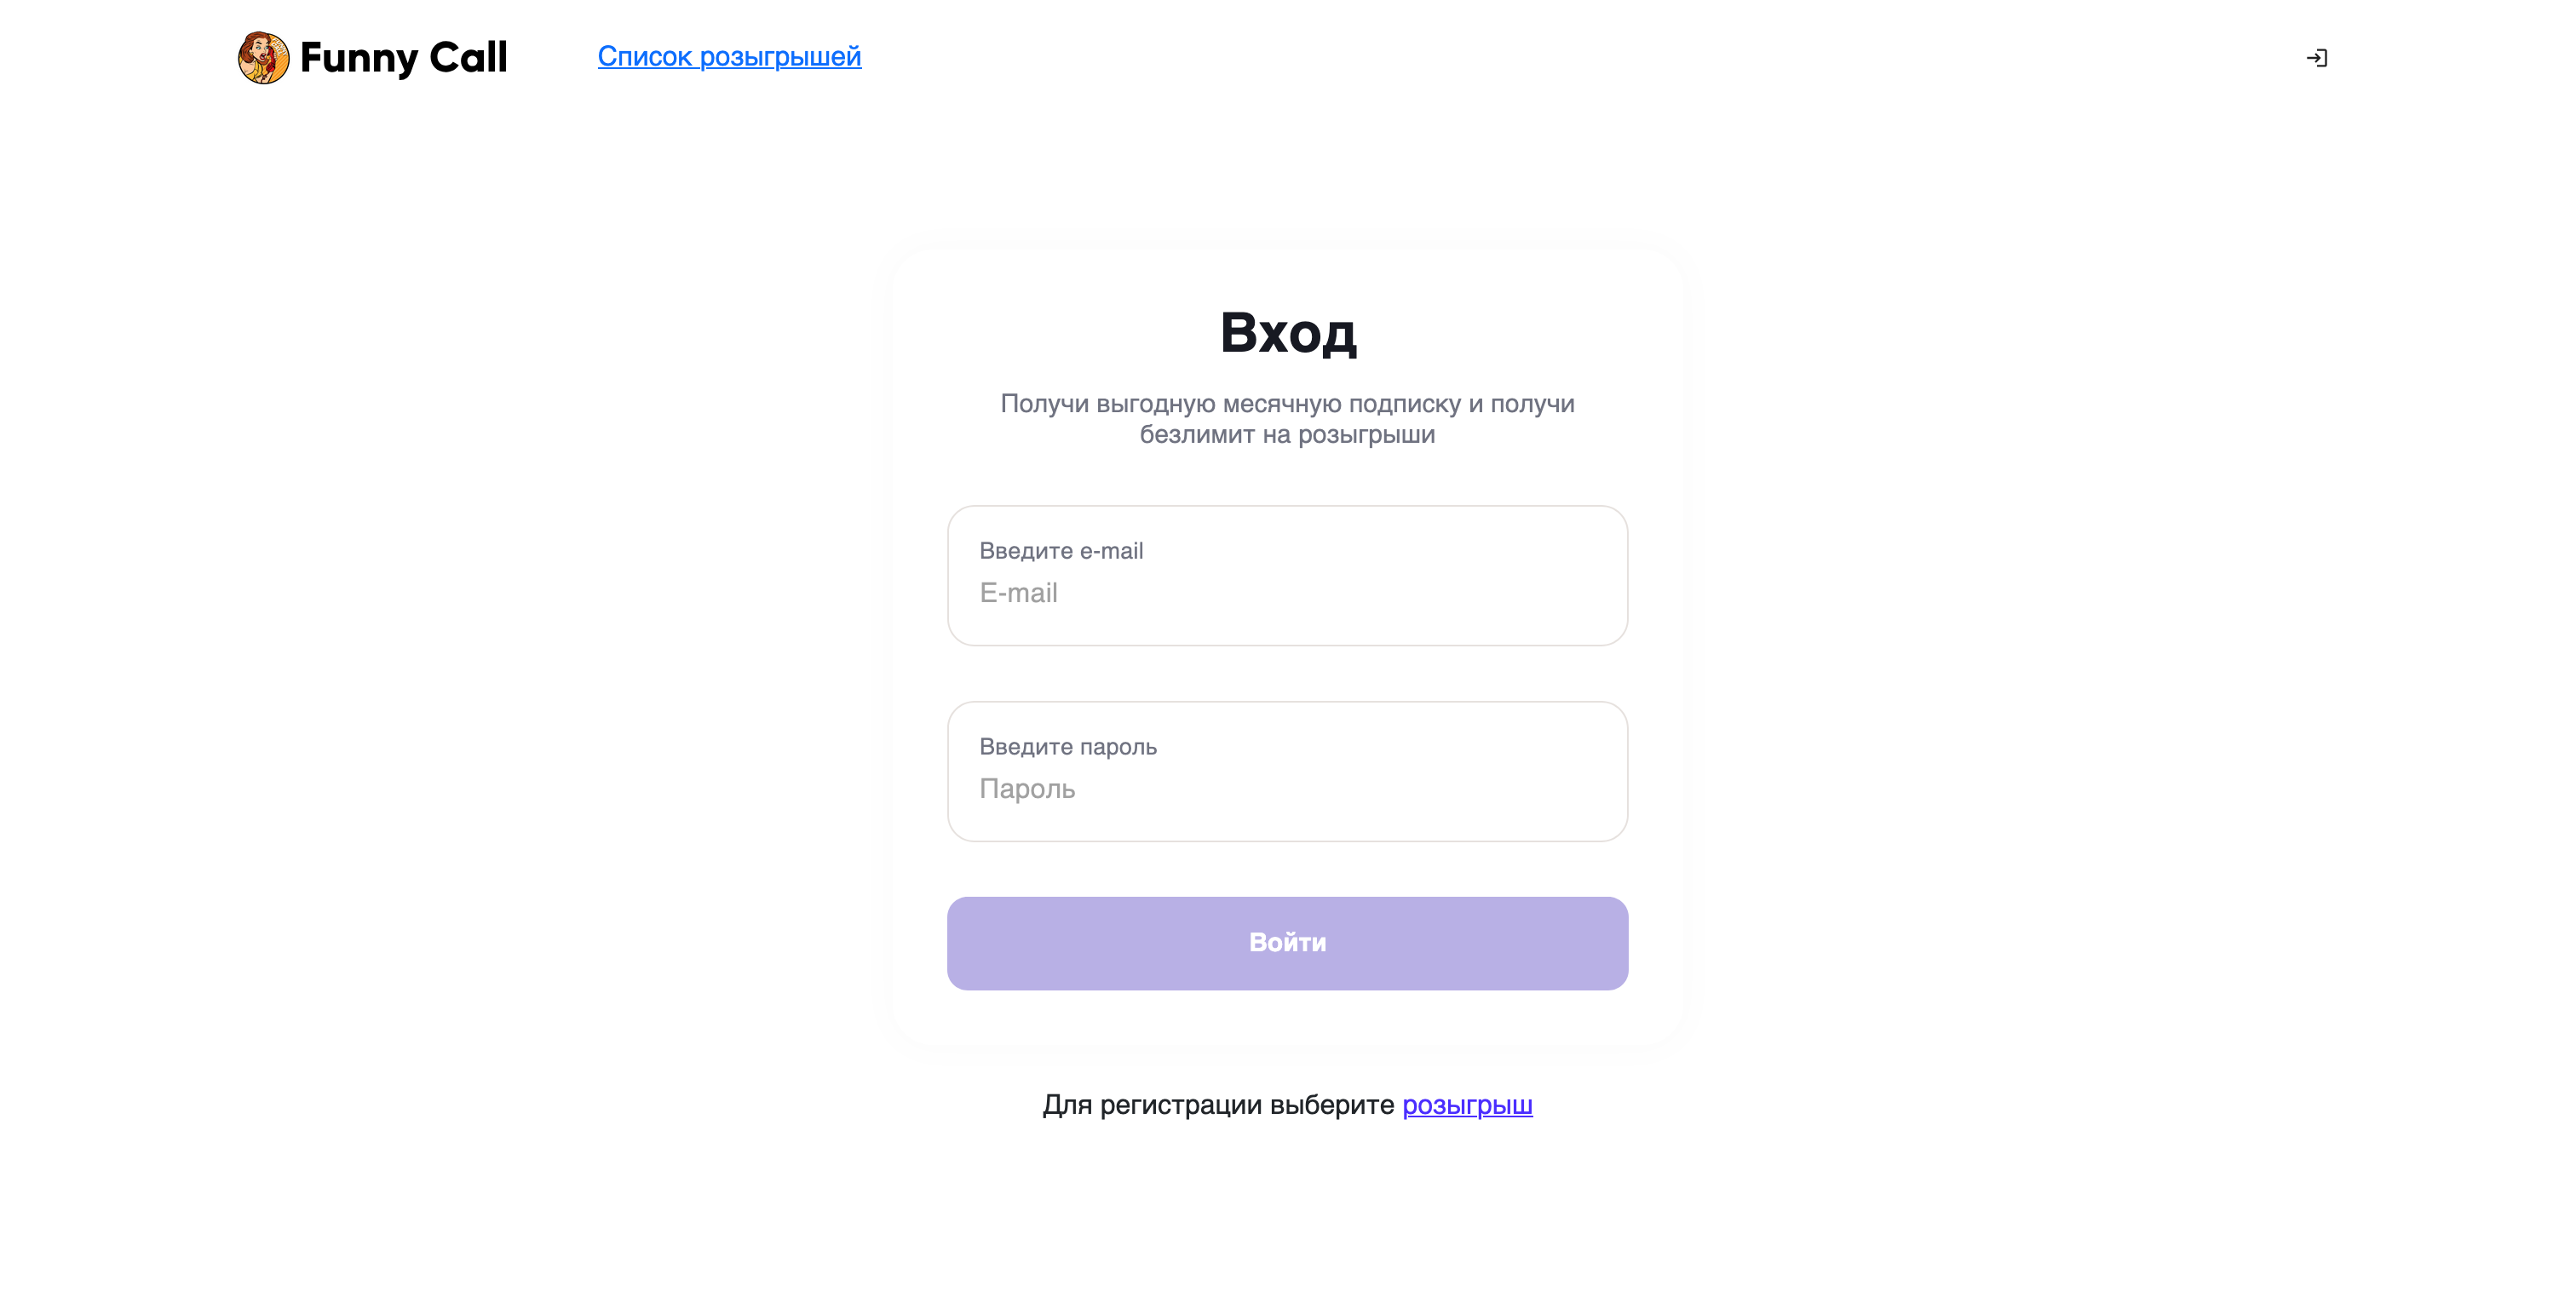 Funny Call
Список розыгрышей
Вход
Получи выгодную месячную подписку и получи
безлимит на розыгрыши
Введите e-mail
E-mail
Введите пароль
Пароль
Войти
Для регистрации выберите розыгрыш